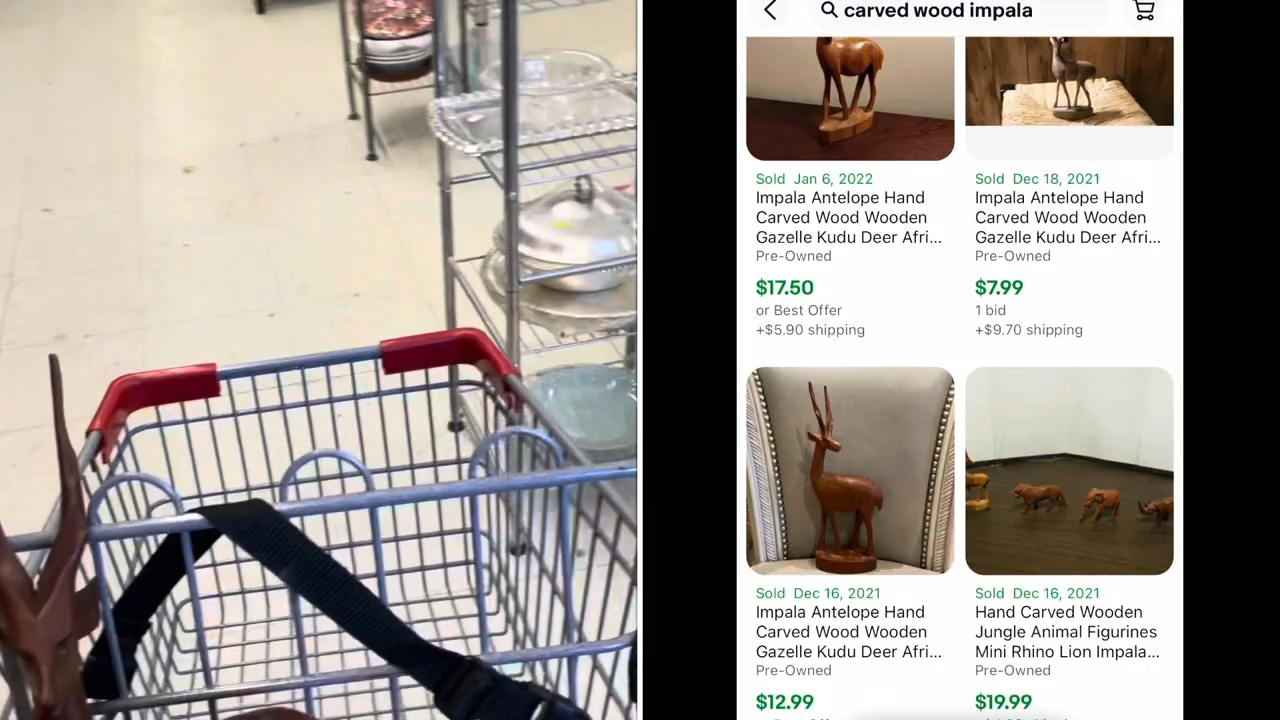 carved wood impala
Sold Jan 6, 2022
Impala Antelope Hand
Carved Wood Wooden
Gazelle Kudu Deer Afri...
Pre-Owned
$17.50
or Best Offer
+$5.90 shipping
Sold Dec 18, 2021
Impala Antelope Hand
Carved Wood Wooden
Gazelle Kudu Deer Afri...
Pre-Owned
$7.99
1 bid
+$9.70 shipping
Sold Dec 16, 2021
Impala Antelope Hand
Carved Wood Wooden
Gazelle Kudu Deer Afri...
Pre-Owned
$12.99
Sold Dec 16, 2021
Hand Carved Wooden
Jungle Animal Figurines
Mini Rhino Lion Impala...
Pre-Owned
$19.99